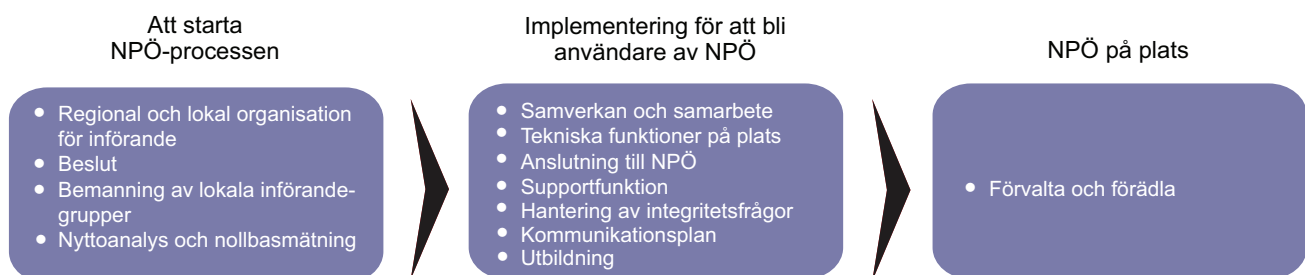 Att starta
NPÖ-processen
• Regional och lokal organisation
för införande
• Beslut
• Bemanning av lokala införande-
grupper
• Nyttoanalys och nollbasmätning
Implementering för att bli
användare av NPÖ
• Samverkan och samarbete
• Tekniska funktioner på plats
• Anslutning till NPÖ
• Supportfunktion
• Hantering av integritetsfrågor
• Kommunikationsplan
• Utbildning
NPÖ på plats
• Förvalta och förädla